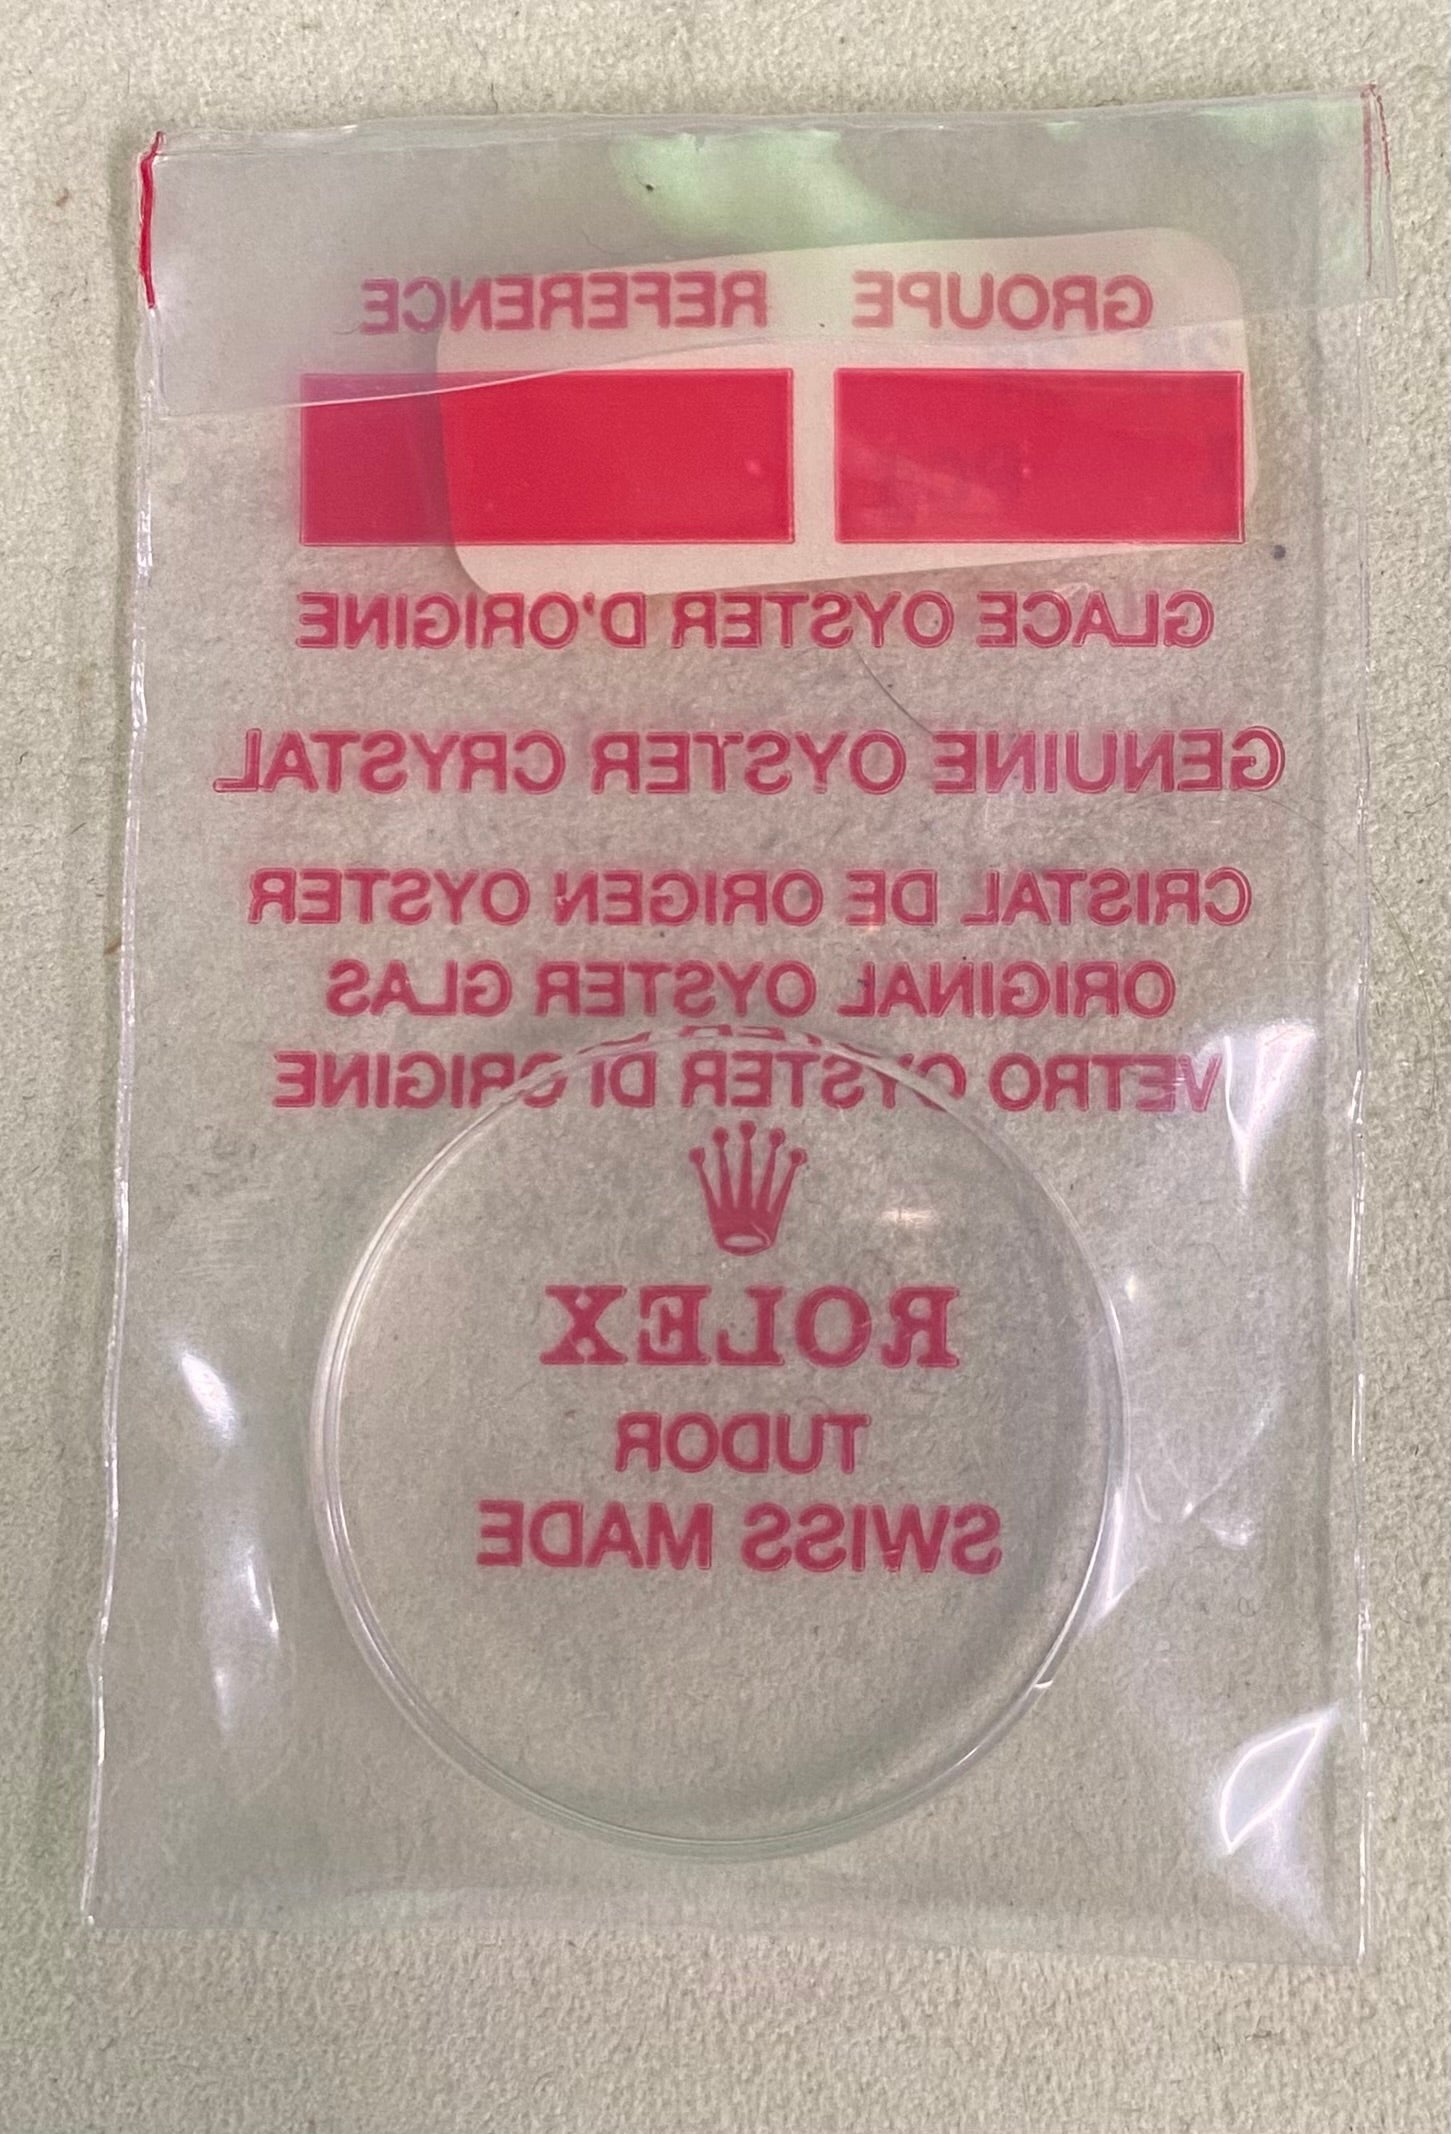 GROUPE REFERENCE
GLACE OYSTER D'ORIGINE
GENUINE OYSTER CRYSTAL
CRISTAL DE ORIGEN OYSTER
ORIGINAL OYSTER GLAS
VETRO OYSTER DI ORIGINE
ROLEX
TUDOR
SWISS MADE